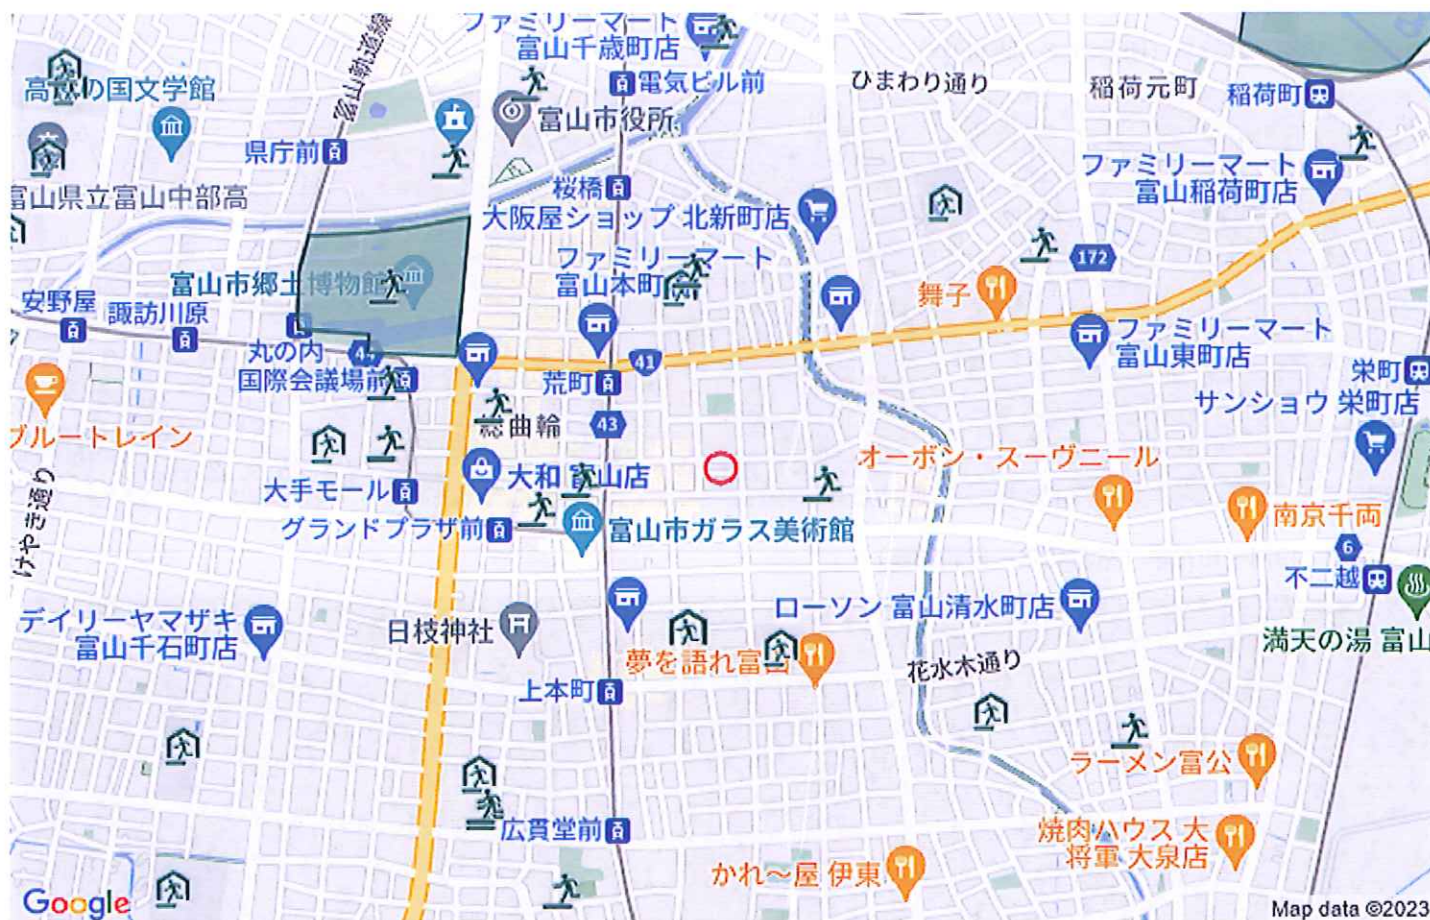 ファミリーマート
富山千歳町店
富山軌道線
電気ビル前
ひまわり通り
稲荷元町
稲荷町
の国文学館
富山市役所
県庁前
ファミリーマート
富山稲荷町店
富山県立富山中部高
桜橋
大阪屋ショップ 北新町店
172
ファミリーマート
富山本町
富山市郷土博物館
舞子
安野屋
諏訪川原
丸の内
44
国際会議場前
41
荒町
ファミリーマート
富山東町店
栄町
サンショウ 栄町店
総曲輪
43
ブルートレイン
オーボン・スーヴニール
大手モール
大和 富山店
けやき通り
グランドプラザ前
富山市ガラス美術館
南京千両
6
不二越
デイリーヤマザキ
富山千石町店
日枝神社
ローソン 富山清水町店
満天の湯 富山
夢を語れ富山
花水木通り
上本町
ラーメン富公
広貫堂前
焼肉ハウス 大
将軍 大泉店
かれ〜屋 伊東
Google
Map data ©2023